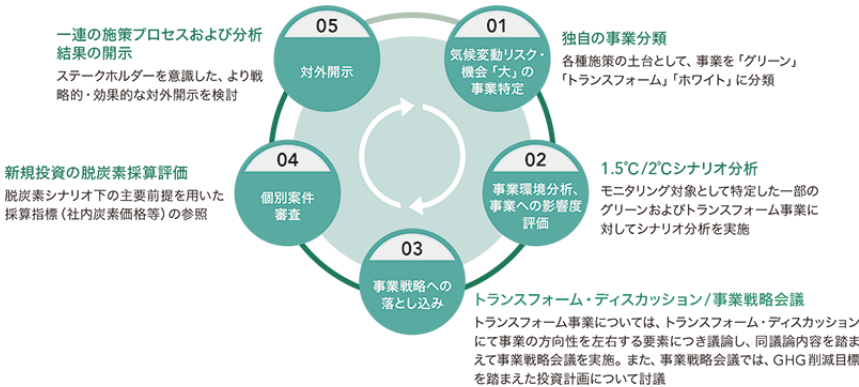 01
気候変動リスク・
機会「大」の
事業特定
独自の事業分類
各種施策の土台として、事業を「グリーン」
「トランスフォーム」「ホワイト」に分類
02
事業環境分析、
事業への影響度
評価
1.5℃/2℃シナリオ分析
モニタリング対象として特定した一部の
グリーンおよびトランスフォーム事業に
対してシナリオ分析を実施
03
事業戦略への
落とし込み
トランスフォーム・ディスカッション/事業戦略会議
トランスフォーム事業については、トランスフォーム・ディスカッション
にて事業の方向性を左右する要素につき議論し、同議論内容を踏ま
えて事業戦略会議を実施。また、事業戦略会議では、GHG削減目標
を踏まえた投資計画について討議
04
個別案件
審査
新規投資の脱炭素採算評価
脱炭素シナリオ下の主要前提を用いた
採算指標(社内炭素価格等)の参照
05
対外開示
一連の施策プロセスおよび分析
結果の開示
ステークホルダーを意識した、より戦
略的・効果的な対外開示を検討